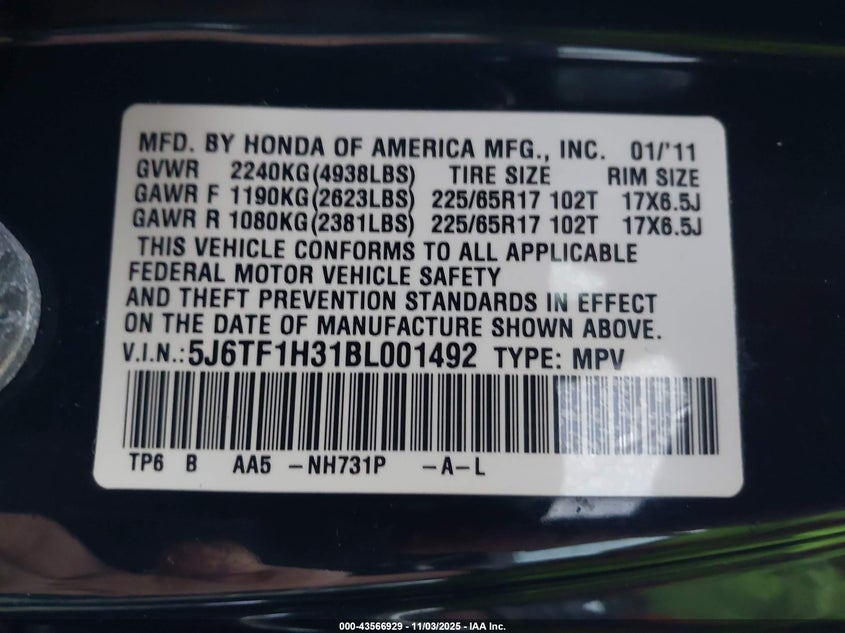 MFD. BY HONDA OF AMERICA MFG., INC. 01/'11
GVWR 2240KG(4938LBS) TIRE SIZE RIM SIZE
GAWR F 1190KG(2623LBS) 225/65R17 102T 17X6.5J
GAWR R 1080KG(2381LBS) 225/65R17 102T 17X6.5J
THIS VEHICLE CONFORMS TO ALL APPLICABLE
FEDERAL MOTOR VEHICLE SAFETY
AND THEFT PREVENTION STANDARDS IN EFFECT
ON THE DATE OF MANUFACTURE SHOWN ABOVE.
V.I.N.: 5J6TF1H31BL001492 TYPE: MPV
TP6 B AA5 -NH731P -A-L
000-43566929 - 11/03/2025 - IAA Inc.